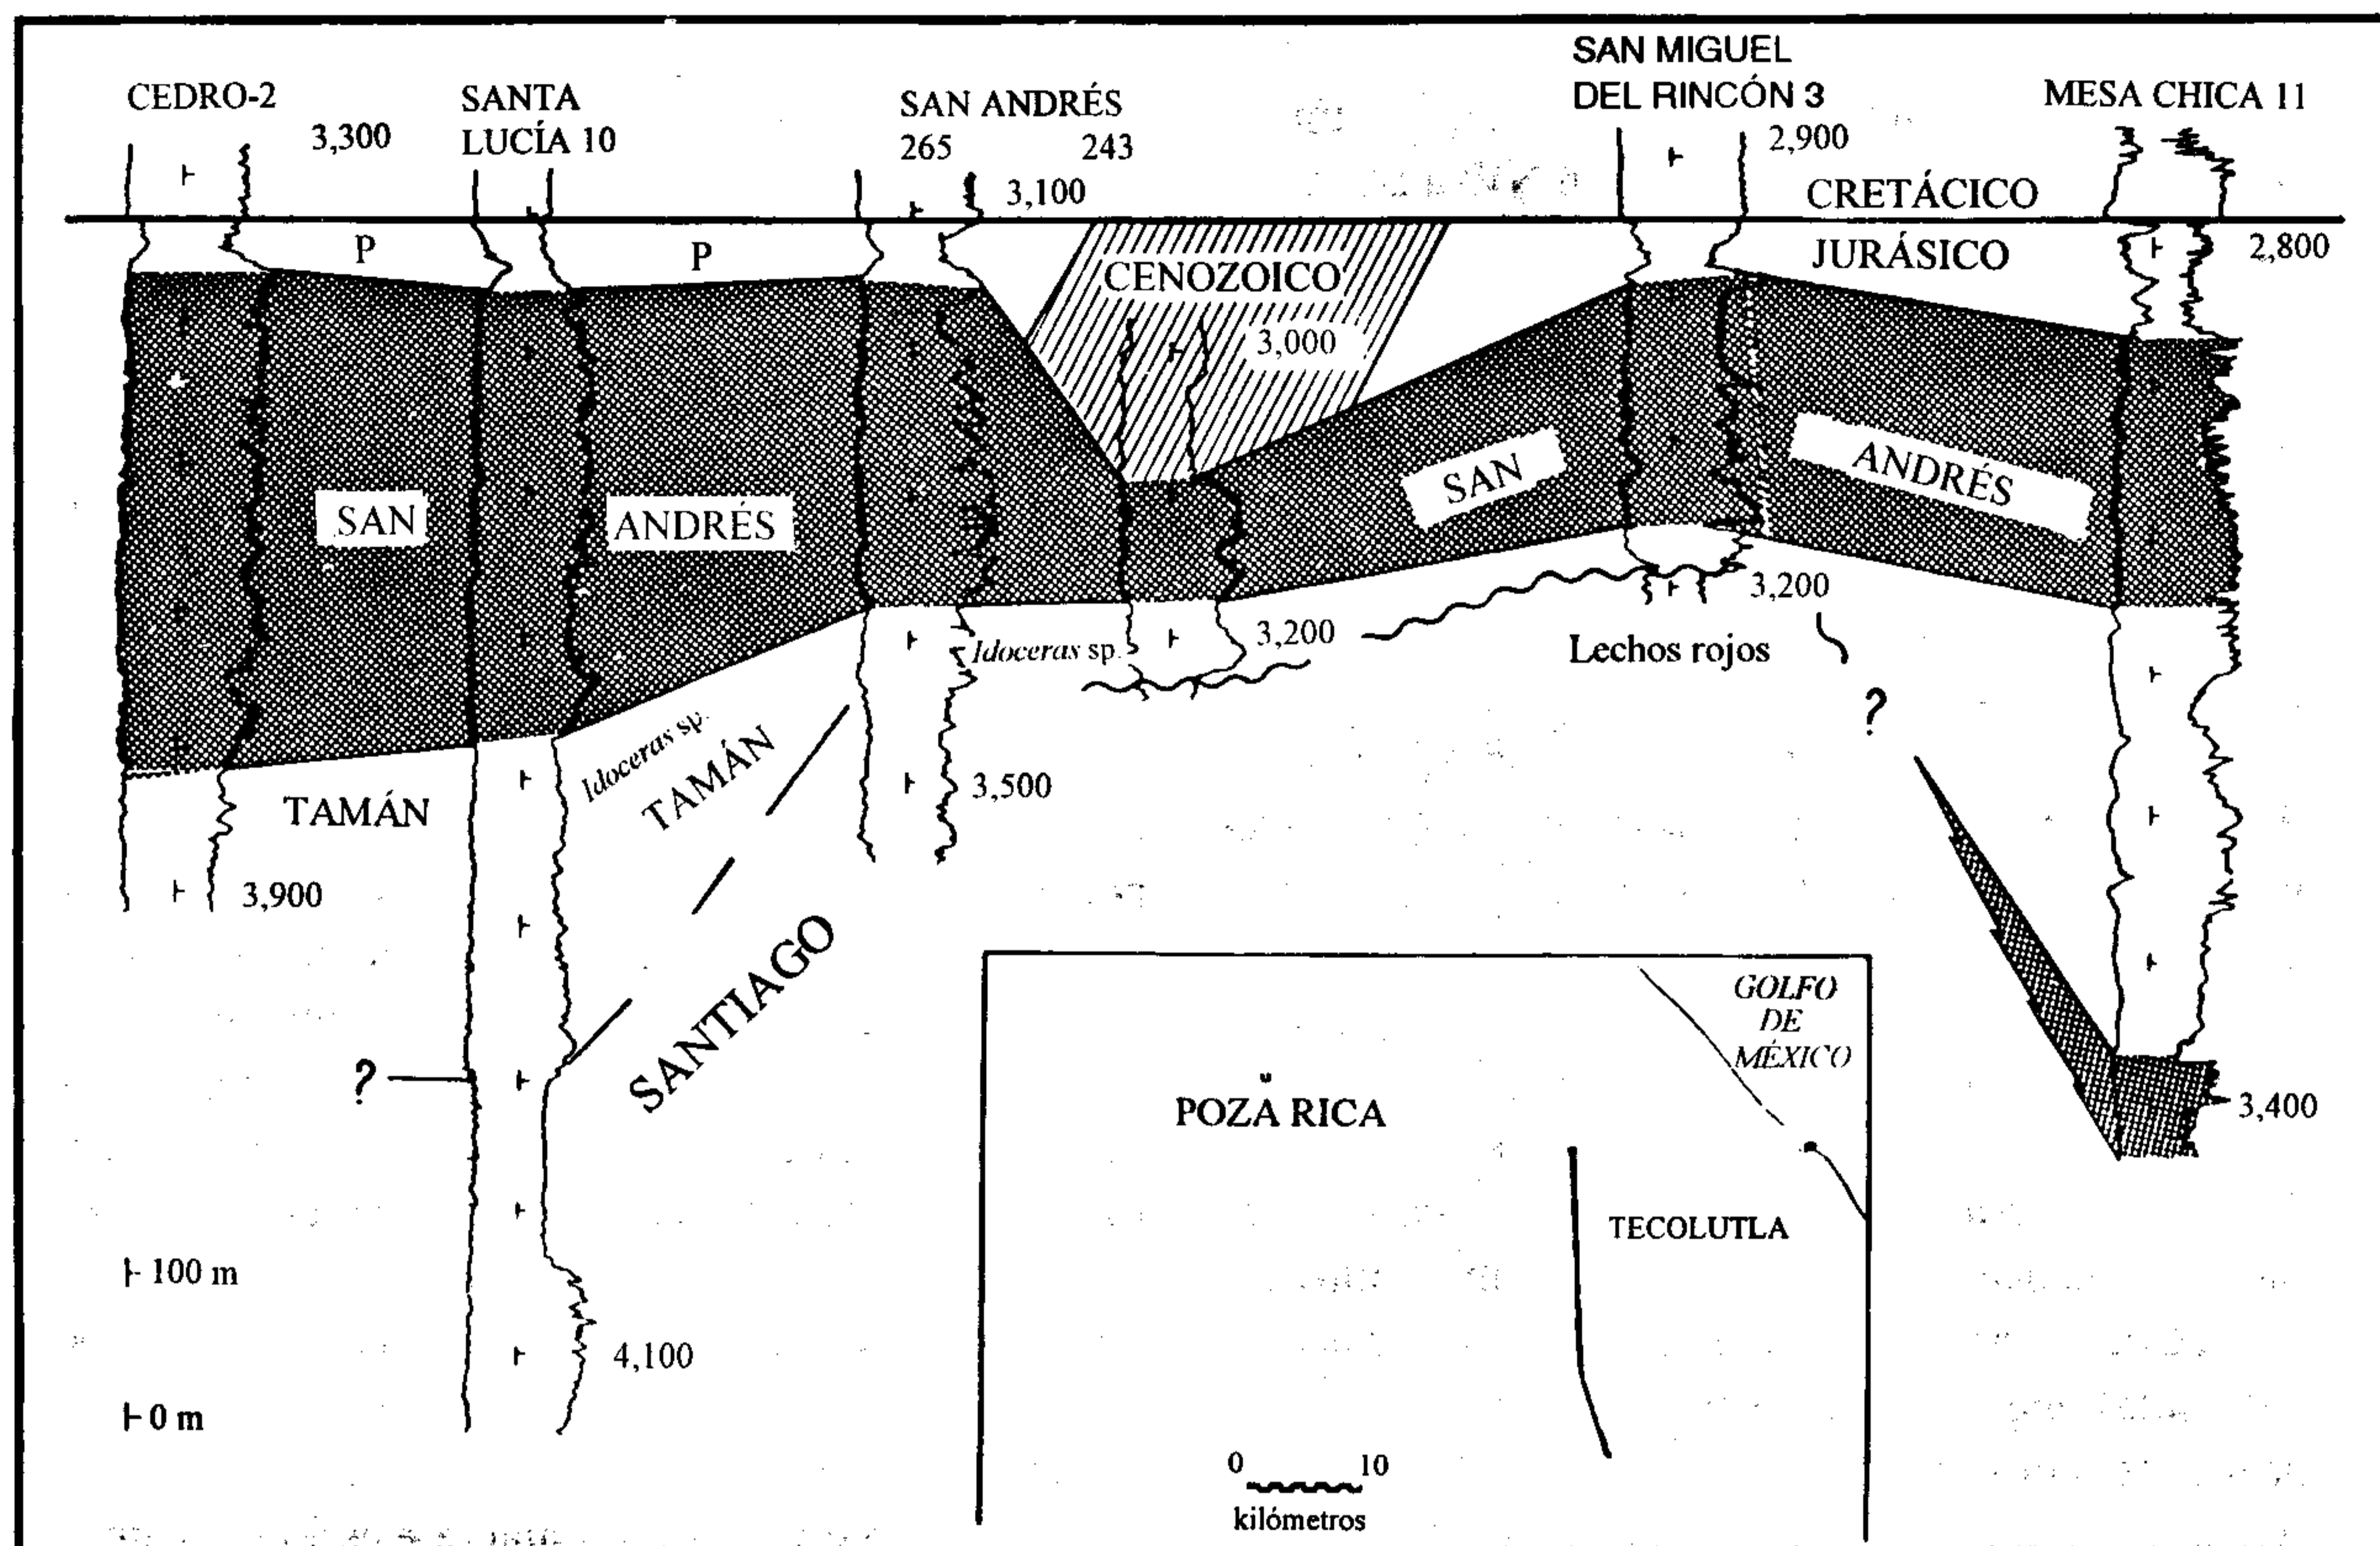 CEDRO-2
3,300
SANTA
LUCÍA 10
SAN ANDRÉS
265
243
3,100
SAN MIGUEL
DEL RINCÓN 3
2,900
MESA CHICA 11
CRETÁCICO
JURÁSICO
2,800
P
P
CENOZOICO
3,000
SAN
ANDRÉS
SAN
ANDRÉS
Idoceras sp.
3,200
3,200
Lechos rojos
?
Idoceras sp.
TAMÁN
TAMÁN
3,500
3,900
SANTIAGO
?
3,400
100 m
0 m
4,100
GOLFO
DE
MÉXICO
POZA RICA
TECOLUTLA
0 10
kilómetros